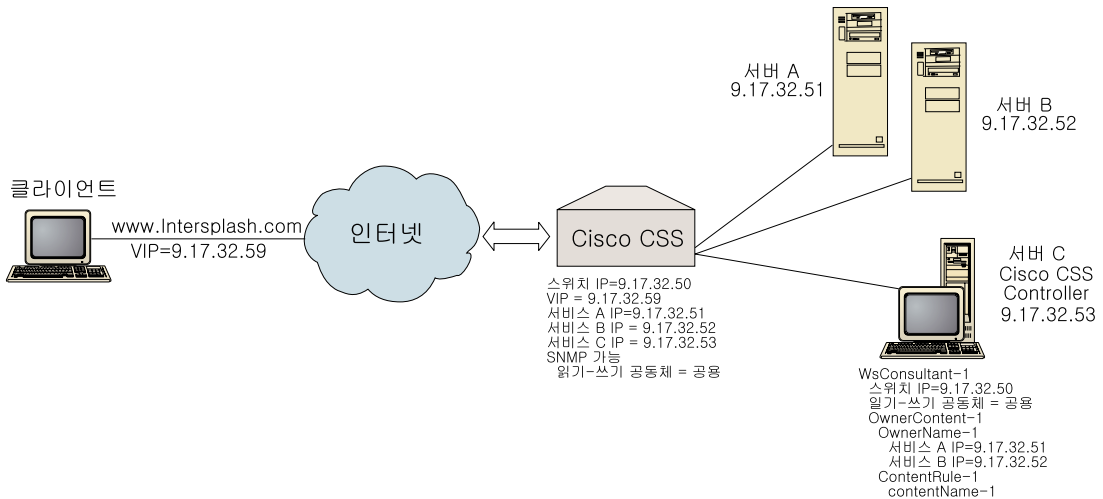 클라이언트
www.Intersplash.com
VIP=9.17.32.59
인터넷
Cisco CSS
스위치 IP=9.17.32.50
VIP = 9.17.32.59
서비스 A IP=9.17.32.51
서비스 B IP = 9.17.32.52
서비스 C IP = 9.17.32.53
SNMP 가능
읽기-쓰기 공동체 = 공용
서버 A
9.17.32.51
서버 B
9.17.32.52
서버 C
Cisco CSS
Controller
9.17.32.53
WsConsultant-1
스위치 IP=9.17.32.50
일기-쓰기 공동체 = 공용
OwnerContent-1
OwnerName-1
서비스 A IP=9.17.32.51
서비스 B IP=9.17.32.52
ContentRule-1
contentName-1